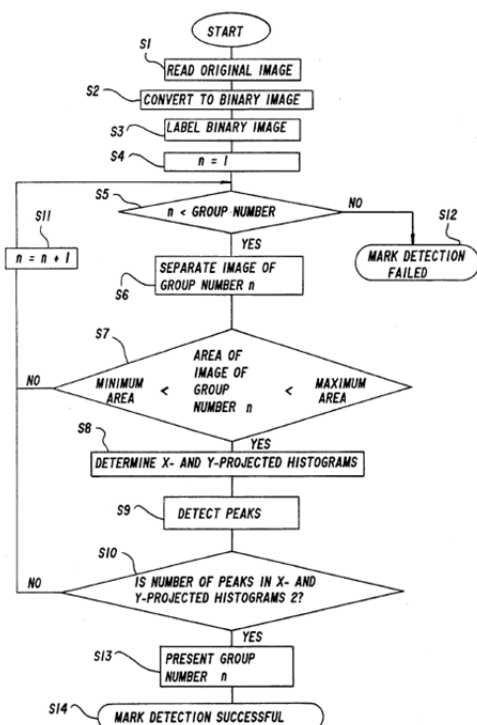 START
S1
READ ORIGINAL IMAGE
S2
CONVERT TO BINARY IMAGE
S3
LABEL BINARY IMAGE
S4
n = 1
S5
n < GROUP NUMBER
NO
S12
MARK DETECTION
FAILED
S11
n = n + 1
YES
SEPARATE IMAGE OF
GROUP NUMBER n
S6
S7
AREA OF
IMAGE OF
GROUP
NUMBER n
MINIMUM
AREA
<
<
MAXIMUM
AREA
NO
YES
S8
DETERMINE X- AND Y-PROJECTED HISTOGRAMS
S9
DETECT PEAKS
S10
IS NUMBER OF PEAKS IN X- AND
Y-PROJECTED HISTOGRAMS 2?
NO
YES
S13
PRESENT GROUP
NUMBER n
S14
MARK DETECTION SUCCESSFUL